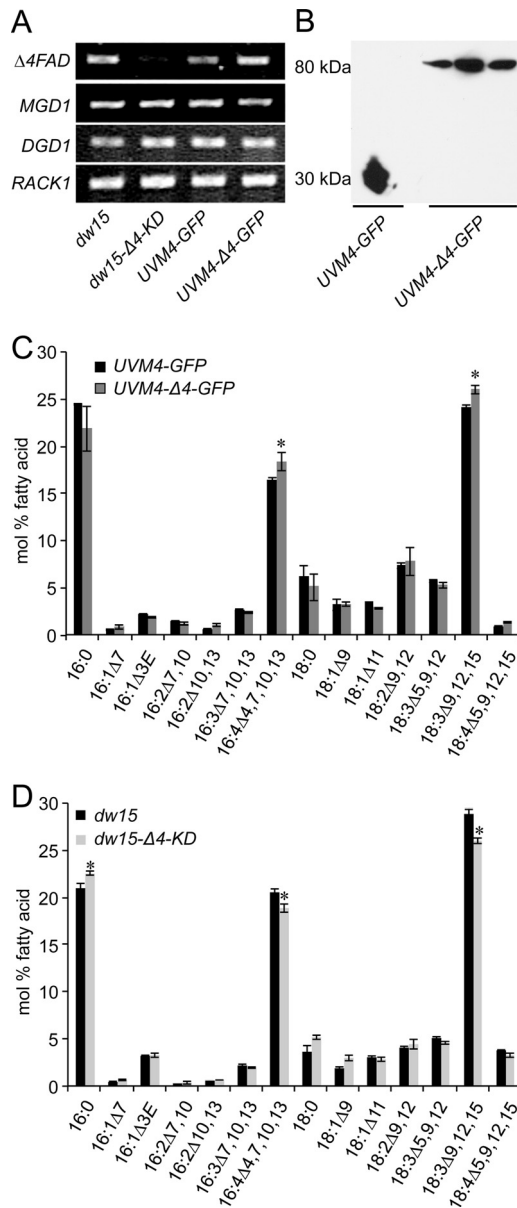 A
Δ4FAD
MGD1
DGD1
RACK1
dw15
dw15-Δ4-KD
UVM4-GFP
UVM4-Δ4-GFP
B
80 kDa
30 kDa
UVM4-GFP
UVM4-Δ4-GFP
C
mol % fatty acid
30
25
20
15
10
5
0
UVM4-GFP
UVM4-Δ4-GFP
*
*
16:0
16:1Δ7
16:1Δ3E
16:2Δ7,10
16:2Δ10,13
16:3Δ7,10,13
16:4Δ4,7,10,13
18:0
18:1Δ9
18:1Δ11
18:2Δ9,12
18:3Δ5,9,12
18:3Δ9,12,15
18:4Δ5,9,12,15
D
mol % fatty acid
30
25
20
15
10
5
0
dw15
dw15-Δ4-KD
*
*
*
16:0
16:1Δ7
16:1Δ3E
16:2Δ7,10
16:2Δ10,13
16:3Δ7,10,13
16:4Δ4,7,10,13
18:0
18:1Δ9
18:1Δ11
18:2Δ9,12
18:3Δ5,9,12
18:3Δ9,12,15
18:4Δ5,9,12,15